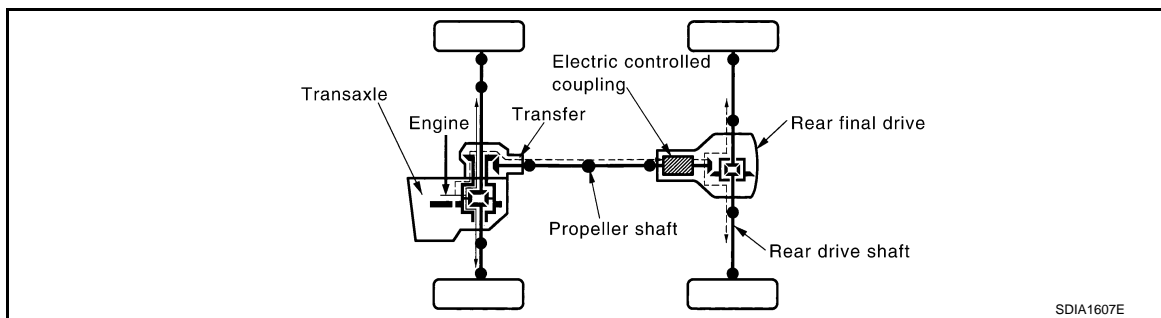 Electric controlled
coupling
Transaxle
Engine
Transfer
Rear final drive
Propeller shaft
Rear drive shaft
SDIA1607E